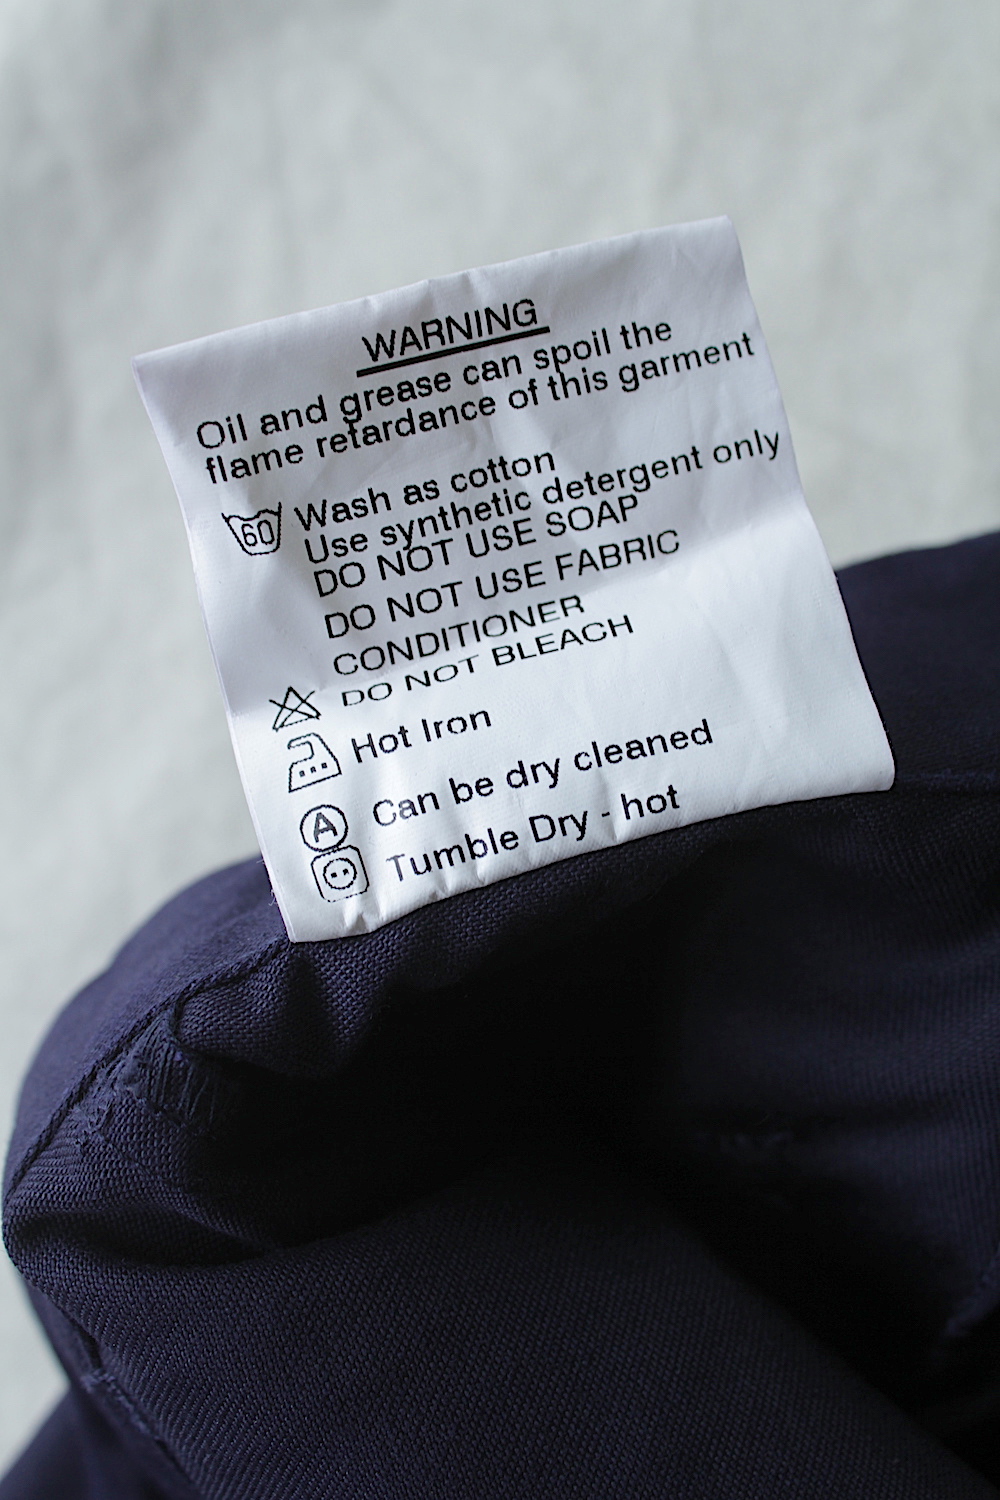 WARNING
Oil and grease can spoil the
flame retardance of this garment
60 Wash as cotton
Use synthetic detergent only
DO NOT USE SOAP
DO NOT USE FABRIC
CONDITIONER
DO NOT BLEACH
Hot Iron
A Can be dry cleaned
Tumble Dry - hot